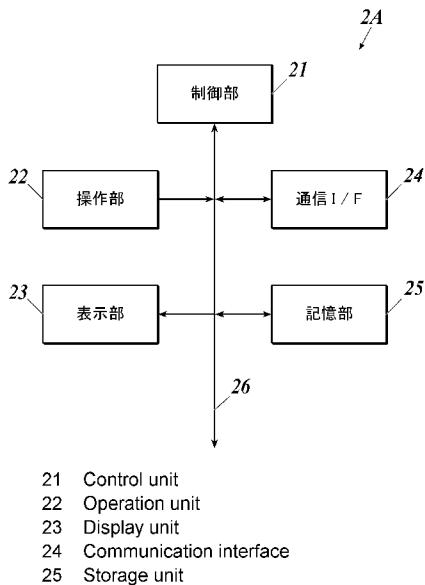 2A
21
制御部
22
操作部
24
通信I/F
23
表示部
25
記憶部
26
21 Control unit
22 Operation unit
23 Display unit
24 Communication interface
25 Storage unit